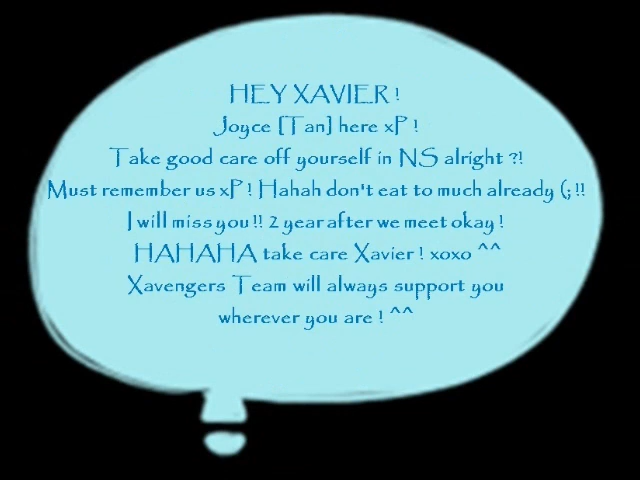 HEY XAVIER !
Joyce [Tan] here xP !
Take good care off yourself in NS alright ?!
Must remember us xP ! Hahah don't eat to much already (; !!
I will miss you !! 2 year after we meet okay !
HAHAHA take care Xavier ! xoxo ^^
Xavengers Team will always support you
wherever you are ! ^^